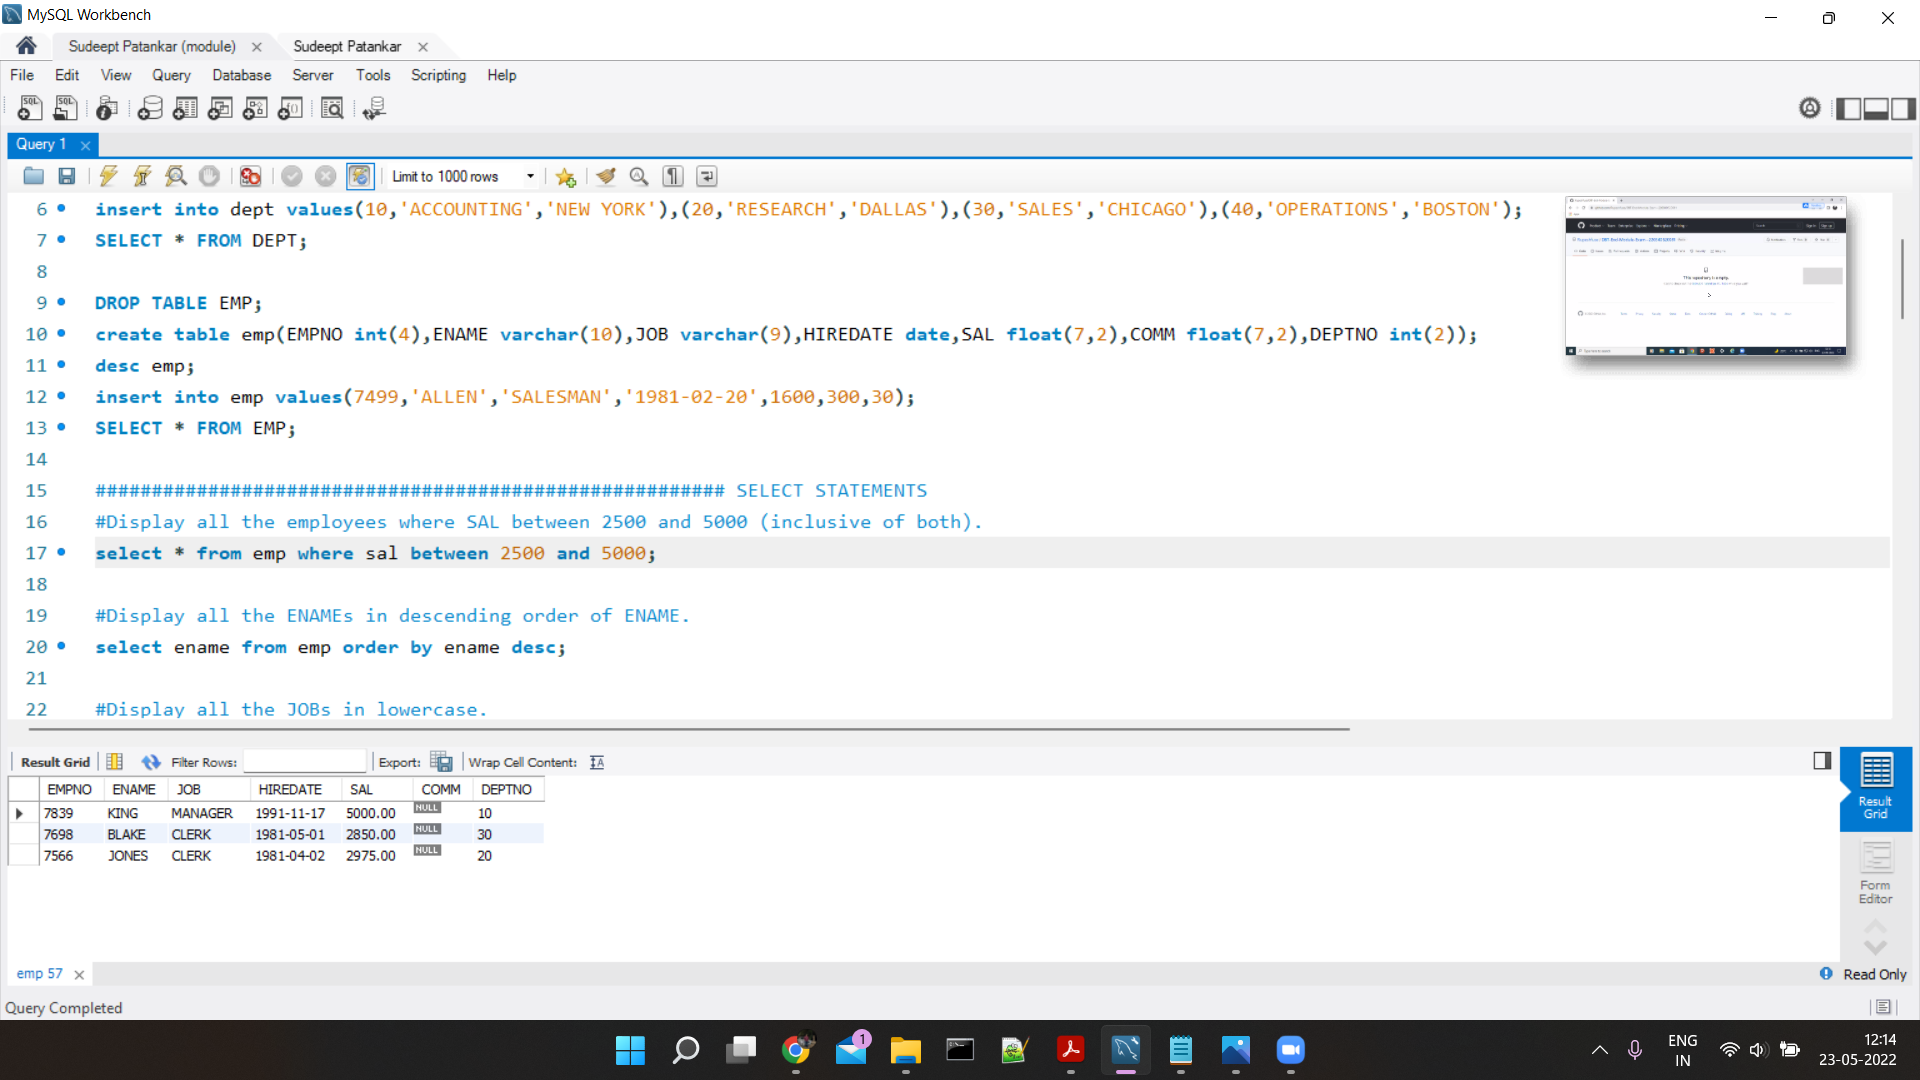 MySQL Workbench
Sudeept Patankar (module)
Sudeept Patankar
File Edit View Query Database Server Tools Scripting Help
Query 1
Limit to 1000 rows
6 insert into dept values(10,'ACCOUNTING','NEW YORK'),(20,'RESEARCH','DALLAS'),(30,'SALES','CHICAGO'),(40,'OPERATIONS','BOSTON');
7 SELECT * FROM DEPT;
8
9 DROP TABLE EMP;
10 create table emp(EMPNO int(4),ENAME varchar(10),JOB varchar(9),HIREDATE date,SAL float(7,2),COMM float(7,2),DEPTNO int(2));
11 desc emp;
12 insert into emp values(7499,'ALLEN','SALESMAN','1981-02-20',1600,300,30);
13 SELECT * FROM EMP;
14
15 ######################################################## SELECT STATEMENTS
16 #Display all the employees where SAL between 2500 and 5000 (inclusive of both).
17 select * from emp where sal between 2500 and 5000;
18
19 #Display all the ENAMEs in descending order of ENAME.
20 select ename from emp order by ename desc;
21
22 #Display all the JOBs in lowercase.
Result Grid Filter Rows: Export: Wrap Cell Content:
EMPNO ENAME JOB HIREDATE SAL COMM DEPTNO
7839 KING MANAGER 1991-11-17 5000.00 NULL 10
7698 BLAKE CLERK 1981-05-01 2850.00 NULL 30
7566 JONES CLERK 1981-04-02 2975.00 NULL 20
Result
Grid
Form
Editor
emp 57
Read Only
Query Completed
1
ENG
IN
12:14
23-05-2022